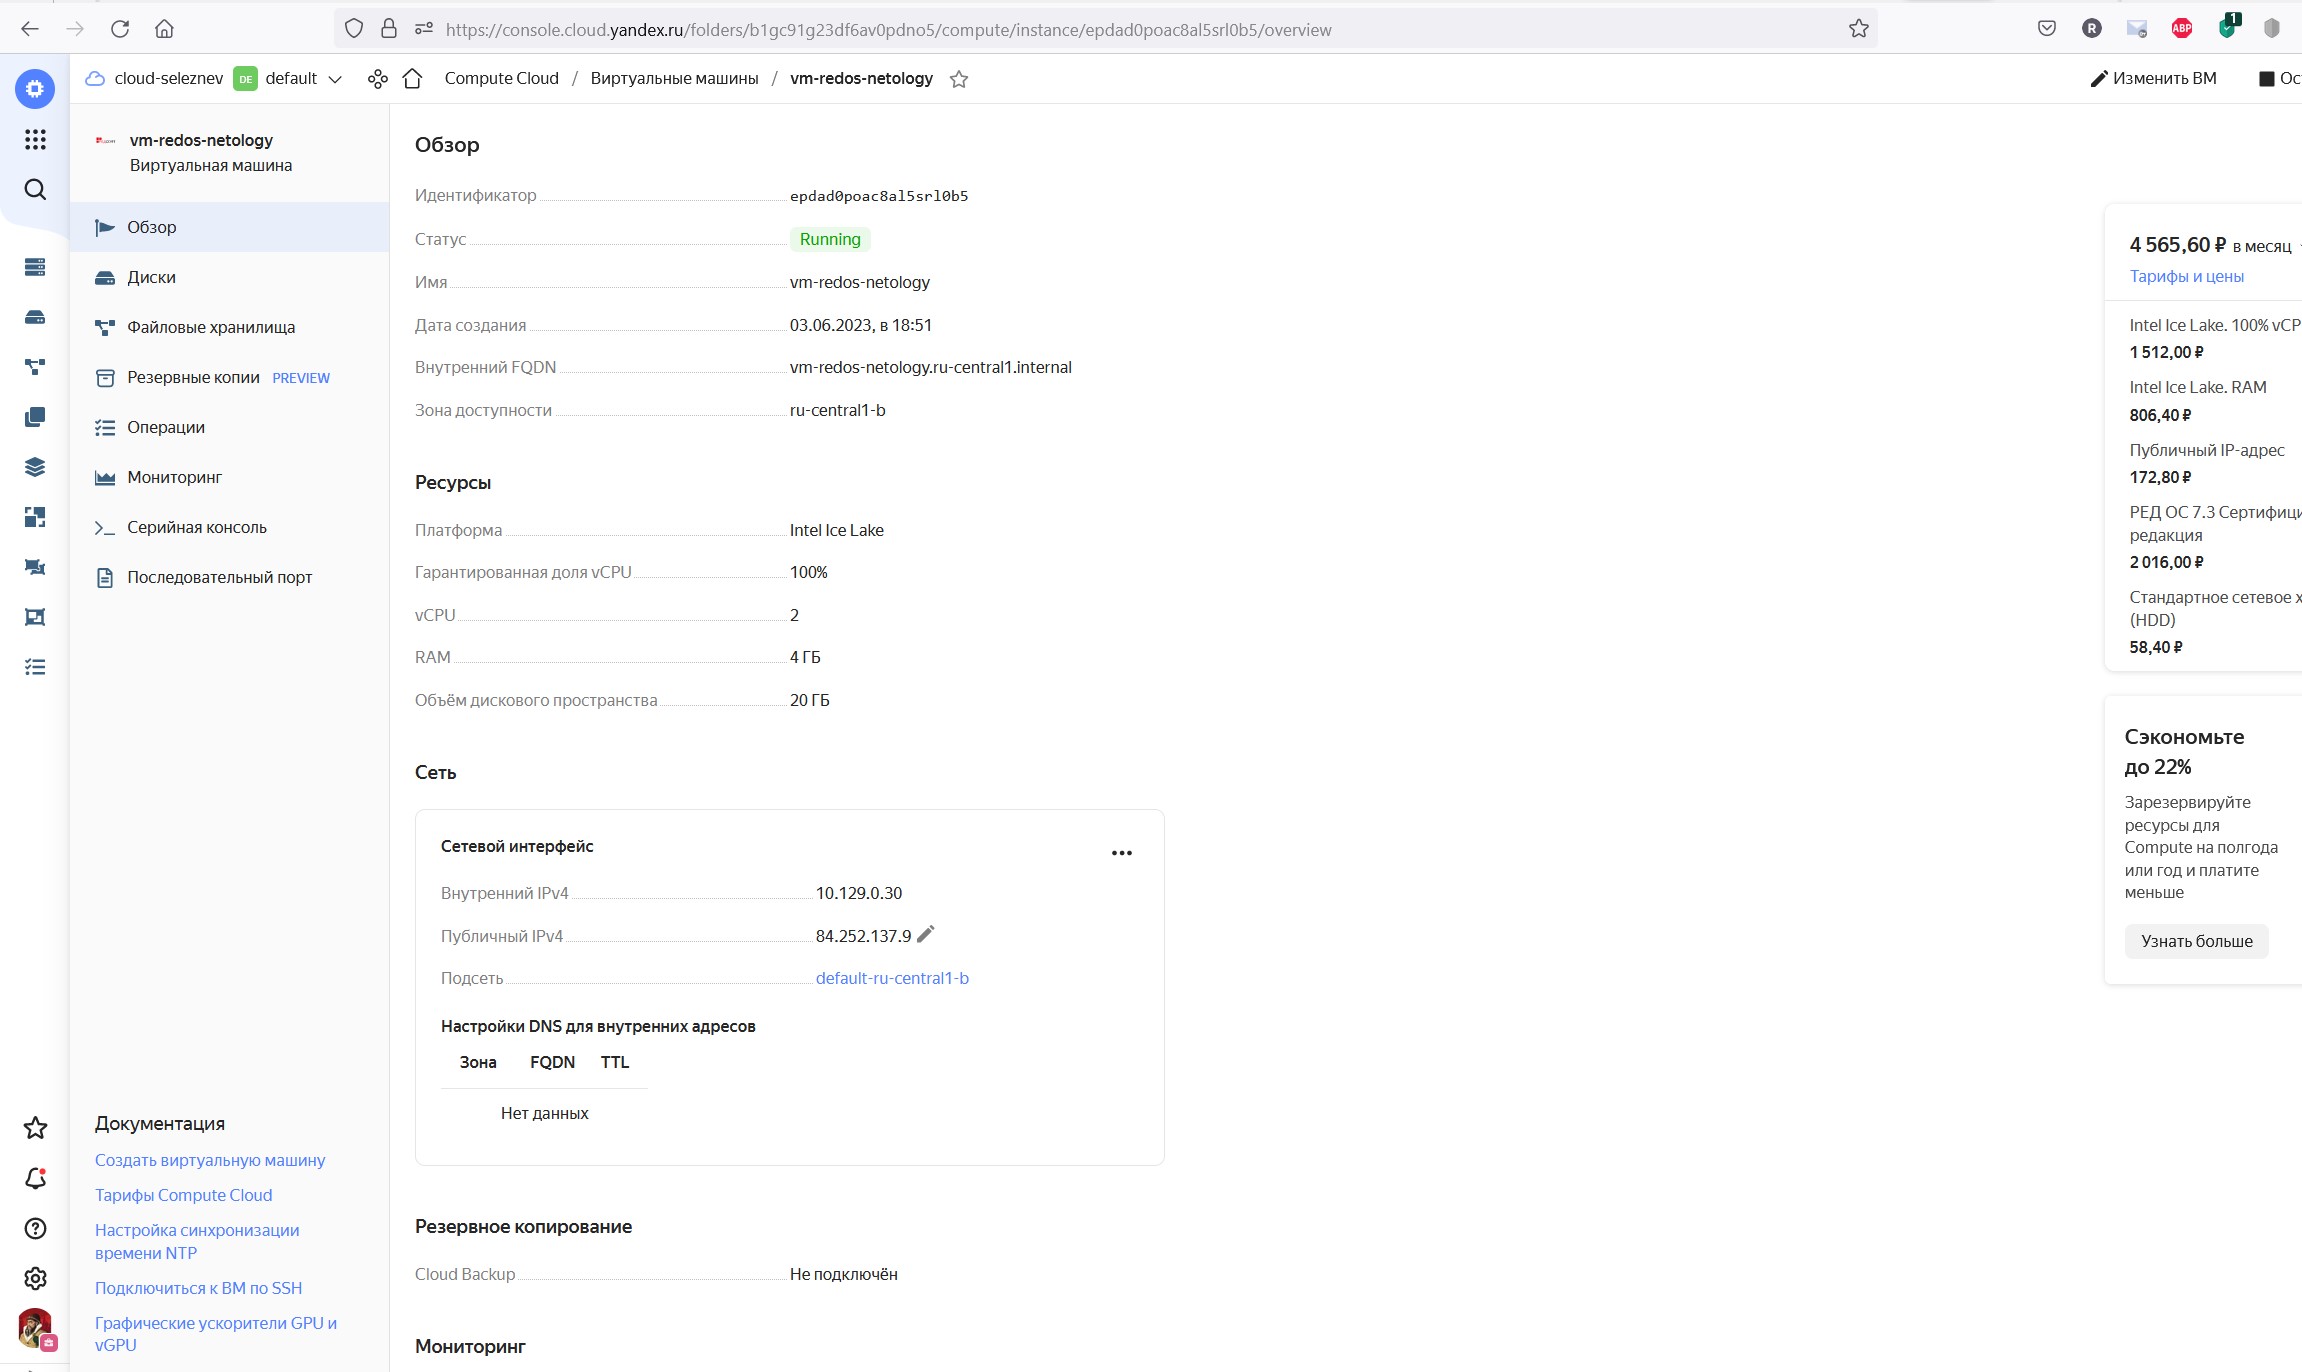 https://console.cloud.yandex.ru/folders/b1gc91g23df6av0pdno5/compute/instance/epdad0poac8al5srl0b5/overview
R
ABP
1
cloud-seleznev DE default Compute Cloud / Виртуальные машины / vm-redos-netology
Изменить ВМ
Ос
vm-redos-netology
Виртуальная машина
Обзор
Диски
Файловые хранилища
Резервные копии PREVIEW
Операции
Мониторинг
Серийная консоль
Последовательный порт
Документация
Создать виртуальную машину
Тарифы Compute Cloud
Настройка синхронизации
времени NTP
Подключиться к ВМ по SSH
Графические ускорители GPU и
vGPU
Обзор
Идентификатор epdad0poac8al5srl0b5
Статус Running
Имя vm-redos-netology
Дата создания 03.06.2023, в 18:51
Внутренний FQDN vm-redos-netology.ru-central1.internal
Зона доступности ru-central1-b
Ресурсы
Платформа Intel Ice Lake
Гарантированная доля vCPU 100%
vCPU 2
RAM 4 ГБ
Объём дискового пространства 20 ГБ
Сеть
Сетевой интерфейс
Внутренний IPv4 10.129.0.30
Публичный IPv4 84.252.137.9
Подсеть default-ru-central1-b
Настройки DNS для внутренних адресов
Зона FQDN TTL
Нет данных
Резервное копирование
Cloud Backup Не подключён
Мониторинг
4 565,60 ₽ в месяц
Тарифы и цены
Intel Ice Lake. 100% vCP
1 512,00 ₽
Intel Ice Lake. RAM
806,40 ₽
Публичный IP-адрес
172,80 ₽
РЕД ОС 7.3 Сертифици
редакция
2 016,00 ₽
Стандартное сетевое х
(HDD)
58,40 ₽
Сэкономьте
до 22%
Зарезервируйте
ресурсы для
Compute на полгода
или год и платите
меньше
Узнать больше